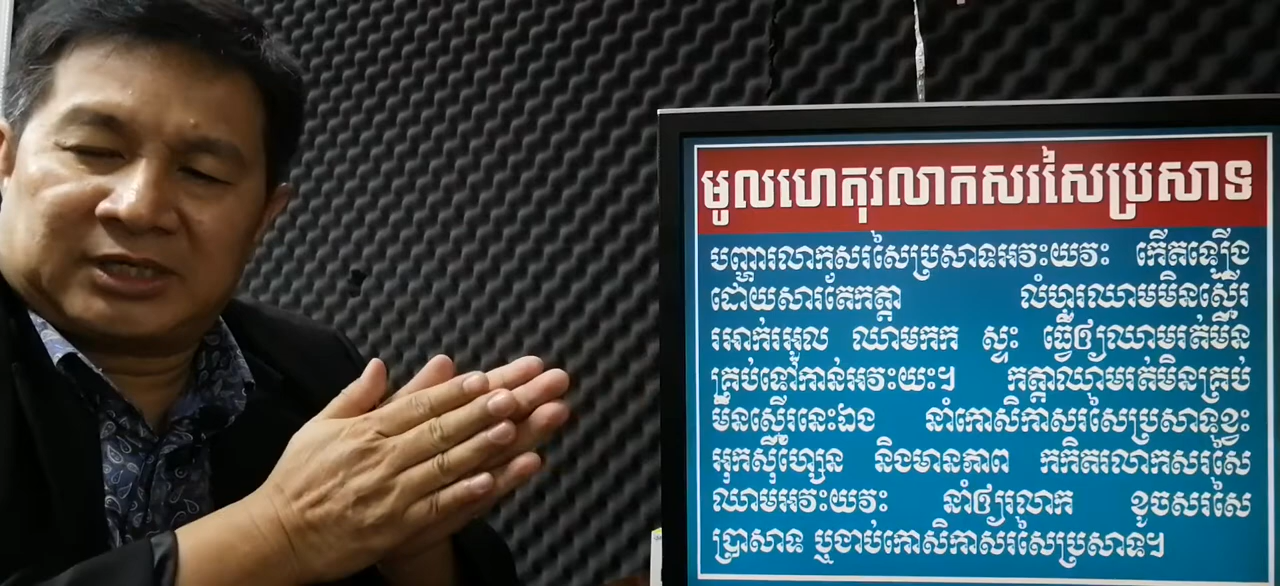 មូលហេតុរលាកសរសៃប្រសាទ
បញ្ហារលាកសរសៃប្រសាទអវះយវះ កើតឡើង
ដោយសារតែកត្តា លំហូរឈាមមិនស្មើរ
រអាក់រអួល ឈាមកក ស្ទះ ធ្វើឲ្យឈាមរត់មិន
គ្រប់ទៅកាន់អវះយះ។ កត្តាឈាមរត់មិនគ្រប់
មិនស្មើរនេះឯង នាំកោសិកាសរសៃប្រសាទខ្វះ
អុកស៊ីហ្សែន និងមានភាព កកិតរលាកសរសៃ
ឈាមអវះយវះ នាំឲ្យរលាក ខូចសរសៃ
ប្រាសាទ ឬងាប់កោសិកាសរសៃប្រសាទ។